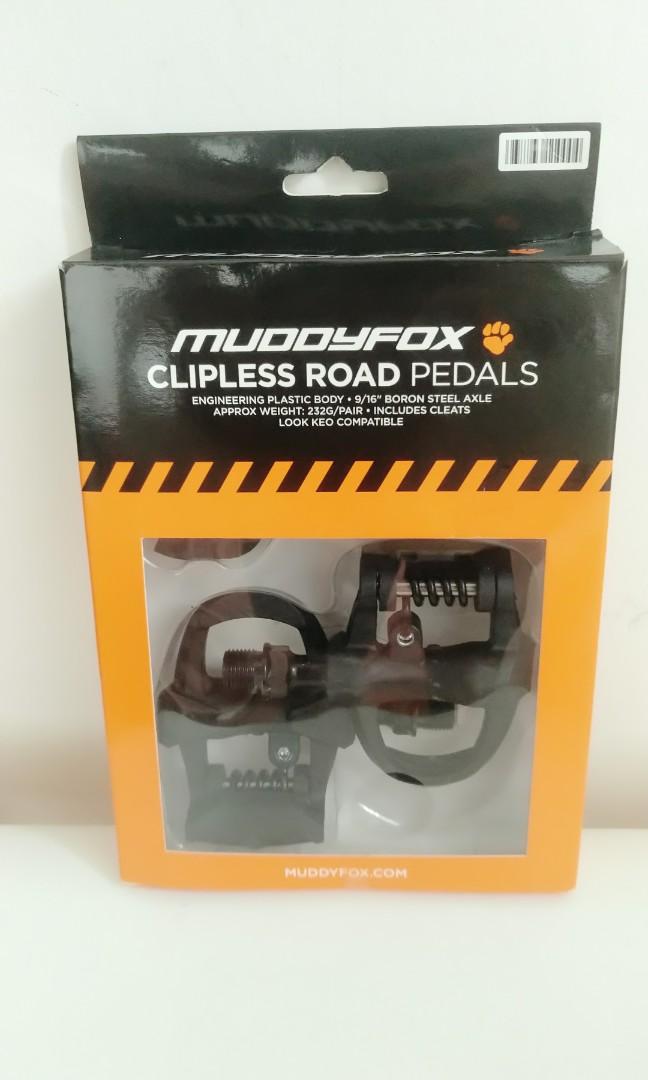 MUDDYFOX
CLIPLESS ROAD PEDALS
ENGINEERING PLASTIC BODY • 9/16" BORON STEEL AXLE
APPROX WEIGHT: 232G/PAIR • INCLUDES CLEATS
LOOK KEO COMPATIBLE
MUDDYFOX.COM